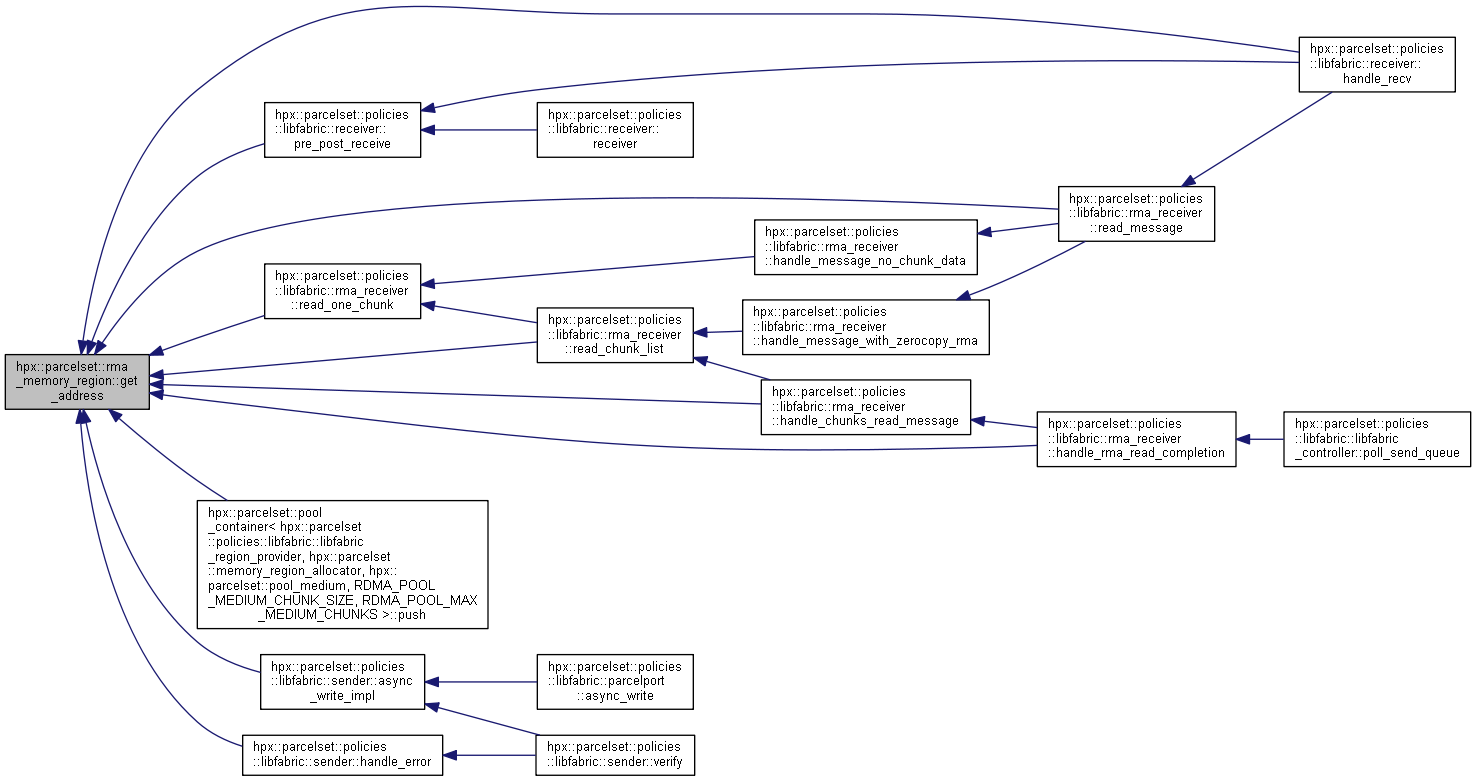 hpx::parcelset::policies
::libfabric::receiver::
handle_recv
hpx::parcelset::policies
::libfabric::receiver::
pre_post_receive
hpx::parcelset::policies
::libfabric::receiver::
receiver
hpx::parcelset::policies
::libfabric::rma_receiver
::read_message
hpx::parcelset::policies
::libfabric::rma_receiver
::handle_message_no_chunk_data
hpx::parcelset::policies
::libfabric::rma_receiver
::read_one_chunk
hpx::parcelset::policies
::libfabric::rma_receiver
::handle_message_with_zerocopy_rma
hpx::parcelset::policies
::libfabric::rma_receiver
::read_chunk_list
hpx::parcelset::rma
_memory_region::get
_address
hpx::parcelset::policies
::libfabric::rma_receiver
::handle_chunks_read_message
hpx::parcelset::policies
::libfabric::rma_receiver
::handle_rma_read_completion
hpx::parcelset::policies
::libfabric::libfabric
_controller::poll_send_queue
hpx::parcelset::pool
_container< hpx::parcelset
::policies::libfabric::libfabric
_region_provider, hpx::parcelset
::memory_region_allocator, hpx::
parcelset::pool_medium, RDMA_POOL
_MEDIUM_CHUNK_SIZE, RDMA_POOL_MAX
_MEDIUM_CHUNKS >::push
hpx::parcelset::policies
::libfabric::sender::async
_write_impl
hpx::parcelset::policies
::libfabric::parcelport
::async_write
hpx::parcelset::policies
::libfabric::sender::handle_error
hpx::parcelset::policies
::libfabric::sender::verify